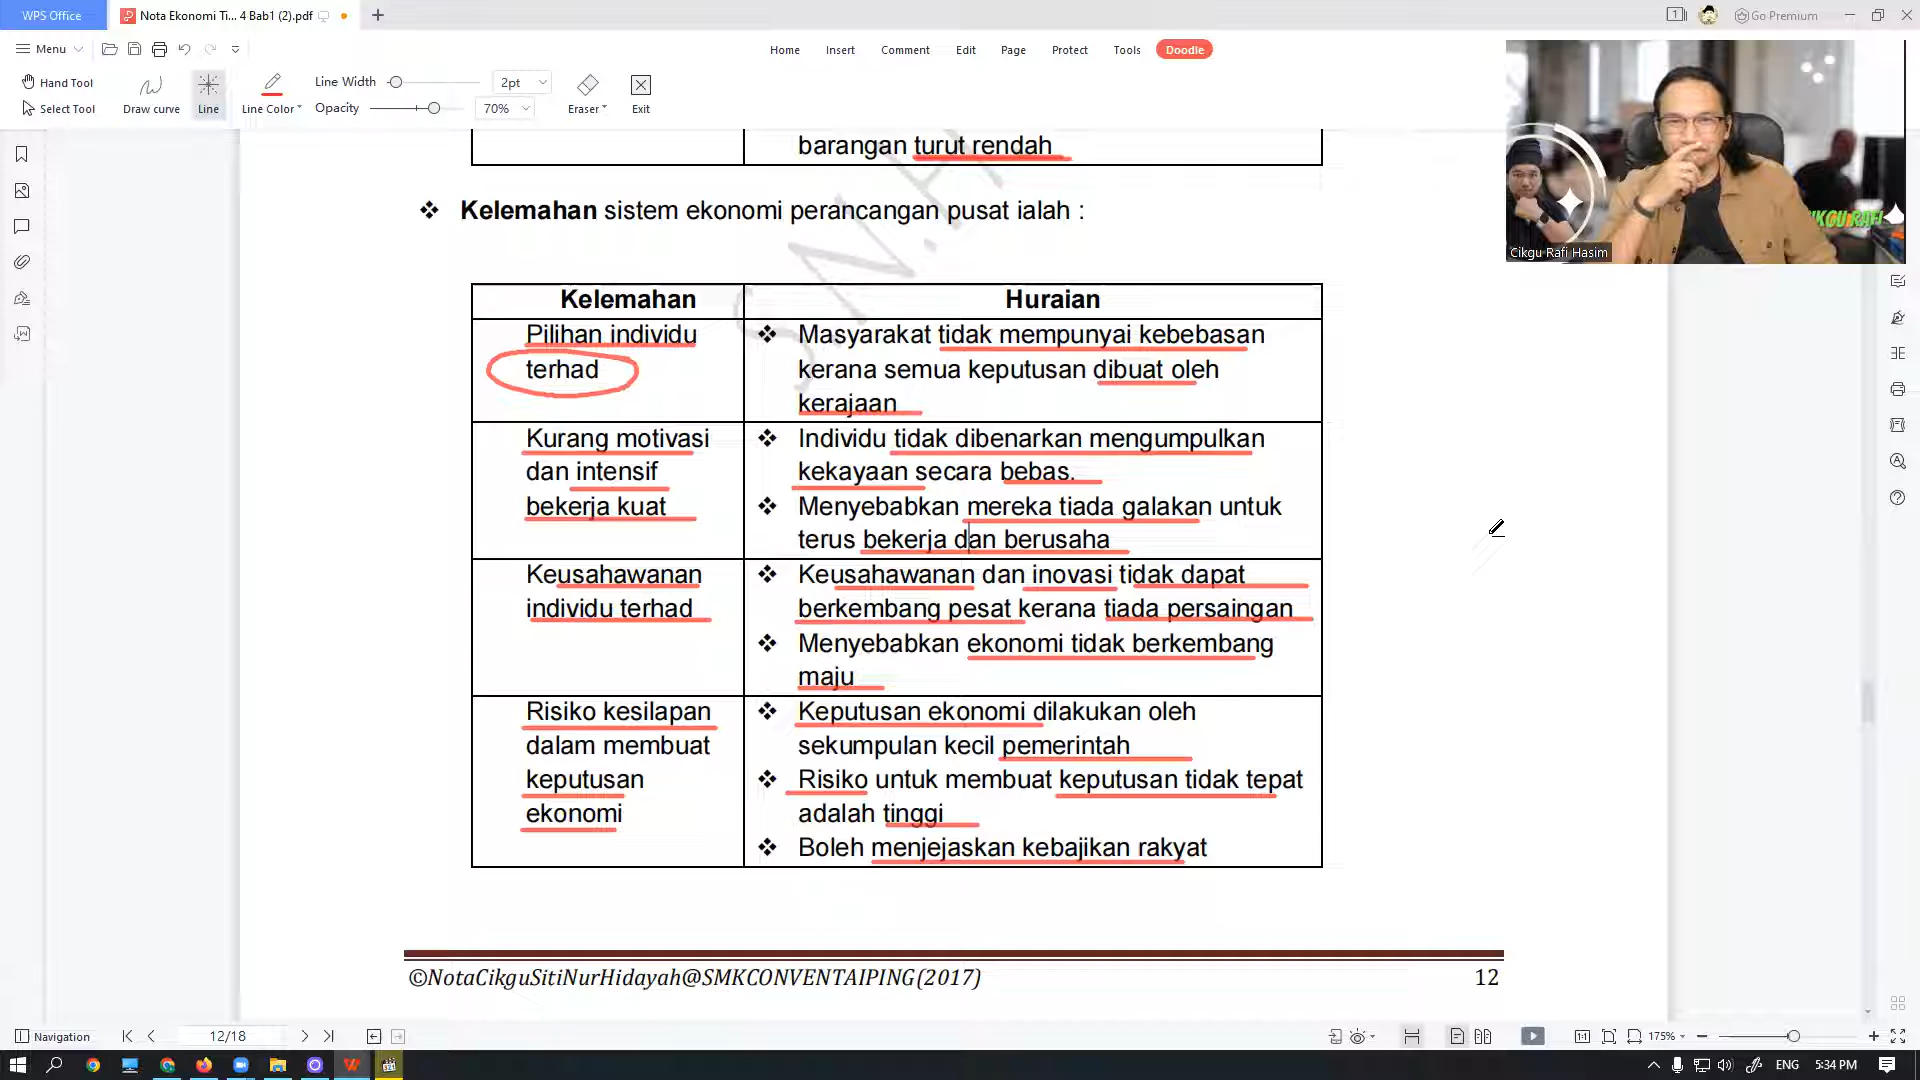 WPS Office
Nota Ekonomi Ti... 4 Bab1 (2).pdf
1
Go Premium
Menu
Home Insert Comment Edit Page Protect Tools Doodle
Hand Tool
Select Tool
Draw curve
Line
Line Color
Line Width 2pt
Opacity 70%
Eraser
Exit
barangan turut rendah
Kelemahan sistem ekonomi perancangan pusat ialah :
Kelemahan Huraian
Pilihan individu
terhad
Masyarakat tidak mempunyai kebebasan
kerana semua keputusan dibuat oleh
kerajaan
Kurang motivasi
dan intensif
bekerja kuat
Individu tidak dibenarkan mengumpulkan
kekayaan secara bebas.
Menyebabkan mereka tiada galakan untuk
terus bekerja dan berusaha
Keusahawanan
individu terhad
Keusahawanan dan inovasi tidak dapat
berkembang pesat kerana tiada persaingan
Menyebabkan ekonomi tidak berkembang
maju
Risiko kesilapan
dalam membuat
keputusan
ekonomi
Keputusan ekonomi dilakukan oleh
sekumpulan kecil pemerintah
Risiko untuk membuat keputusan tidak tepat
adalah tinggi
Boleh menjejaskan kebajikan rakyat
©NotaCikguSitiNurHidayah@SMKCONVENTAIPING(2017) 12
Cikgu Rafi Hasim
Navigation
12/18
175%
ENG 5:34 PM